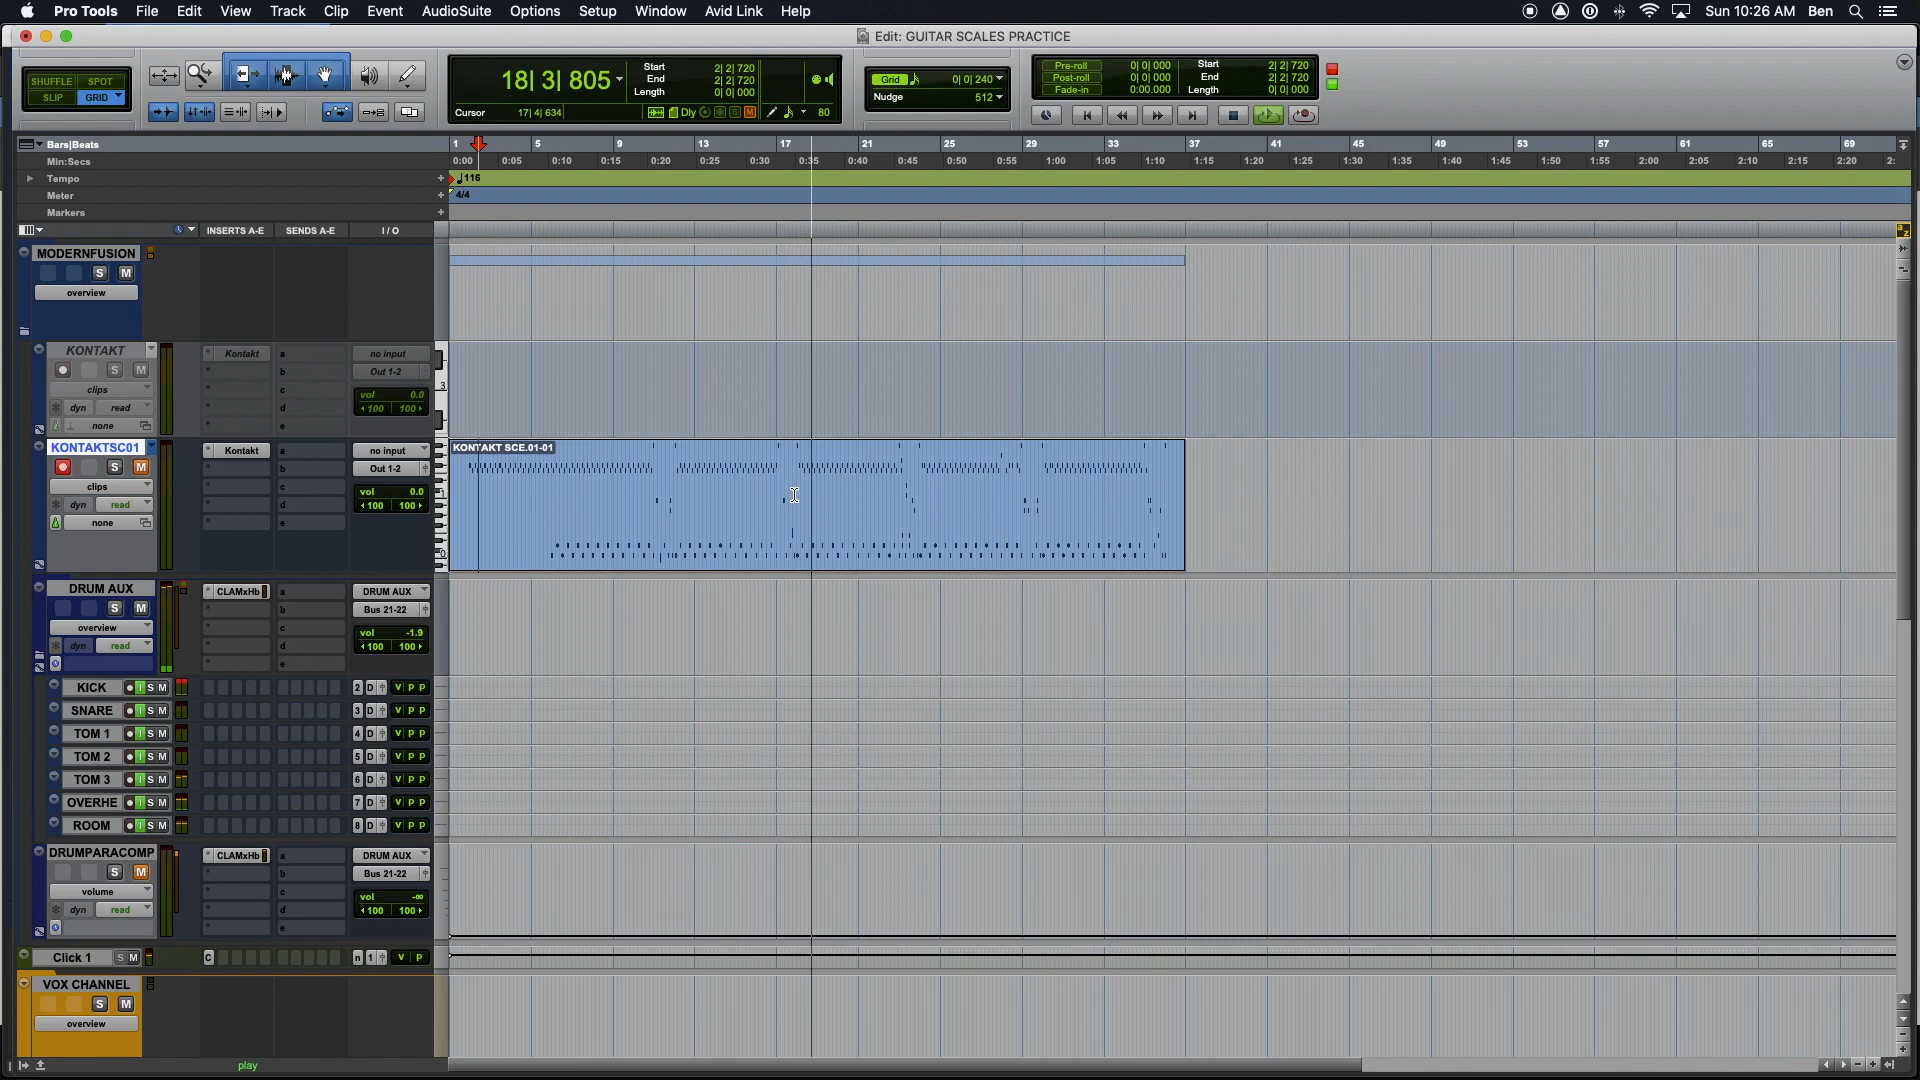 Pro Tools File Edit View Track Clip Event AudioSuite Options Setup Window Avid Link Help Sun 10:26 AM Ben
Edit: GUITAR SCALES PRACTICE
SHUFFLE SPOT
SLIP GRID
18| 3| 805
Start 2| 2| 720
End 2| 2| 720
Length 0| 0| 000
Cursor 17| 4| 634 Dly S M 80
Grid 0| 0| 240
Nudge 512
Pre-roll 0| 0| 000 Start 2| 2| 720
Post-roll 0| 0| 000 End 2| 2| 720
Fade-in 0:00.000 Length 0| 0| 000
Bars|Beats 1 5 9 13 17 21 25 29 33 37 41 45 49 53 57 61 65 69
Min:Secs 0:00 0:05 0:10 0:15 0:20 0:25 0:30 0:35 0:40 0:45 0:50 0:55 1:00 1:05 1:10 1:15 1:20 1:25 1:30 1:35 1:40 1:45 1:50 1:55 2:00 2:05 2:10 2:15 2:20 2:
Tempo + 116
Meter + 4/4
Markers +
INSERTS A-E SENDS A-E I / O
MODERNFUSION
S M
overview
KONTAKT Kontakt a no input
S M b Out 1-2
clips c vol 0.0
dyn read d 100 100
none e
KONTAKTSC01 Kontakt a no input KONTAKT SCE.01-01
S M b Out 1-2
clips c vol 0.0
dyn read d 100 100
none e
DRUM AUX CLAMxHb a DRUM AUX
S M b Bus 21-22
overview c vol -1.9
dyn read d 100 100
e
KICK I S M 2 D V P P
SNARE I S M 3 D V P P
TOM 1 I S M 4 D V P P
TOM 2 I S M 5 D V P P
TOM 3 I S M 6 D V P P
OVERHE I S M 7 D V P P
ROOM I S M 8 D V P P
DRUMPARACOMP CLAMxHb a DRUM AUX
S M b Bus 21-22
volume c vol -∞
dyn read d 100 100
e
Click 1 S M C n 1 V P
VOX CHANNEL
S M
overview
play